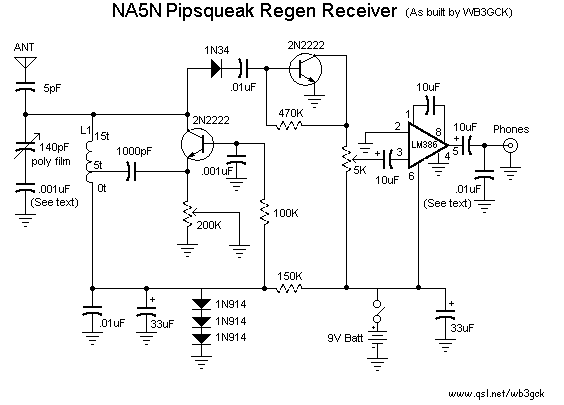 NA5N Pipsqueak Regen Receiver (As built by WB3GCK)
ANT
5pF
1N34
.01uF
2N2222
470K
10uF
1
2
8
LM386
3
4
5
6
10uF
Phones
10uF
5K
.01uF
(See text)
L1
15t
5t
0t
140pF
poly film
.001uF
(See text)
1000pF
2N2222
.001uF
200K
100K
150K
.01uF
+
33uF
1N914
1N914
1N914
9V Batt
+
+
33uF
+
+
www.qsl.net/wb3gck